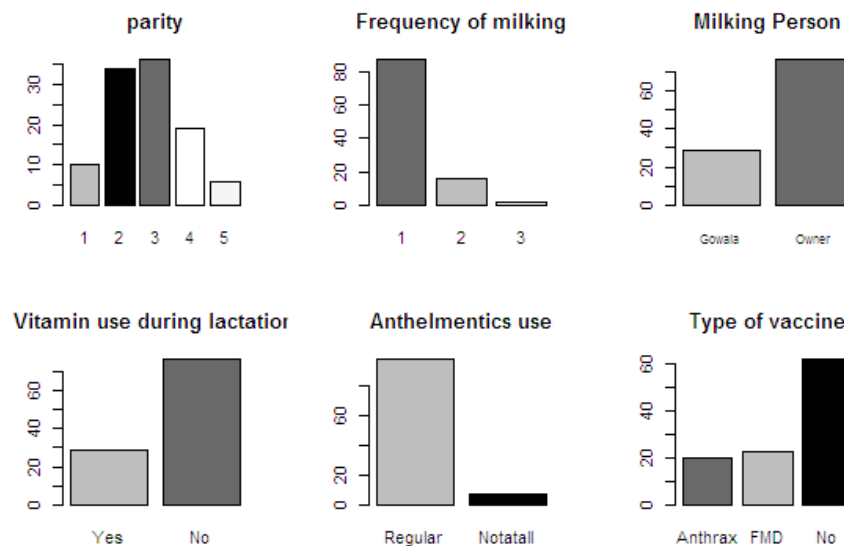 parity
30
20
10
0
1 2 3 4 5
Frequency of milking
80
60
40
20
0
1 2 3
Milking Person
60
40
20
0
Gowala Owner
Vitamin use during lactation
60
40
20
0
Yes No
Anthelmentics use
60
20
0
Regular Notatall
Type of vaccine
60
40
20
0
Anthrax FMD No